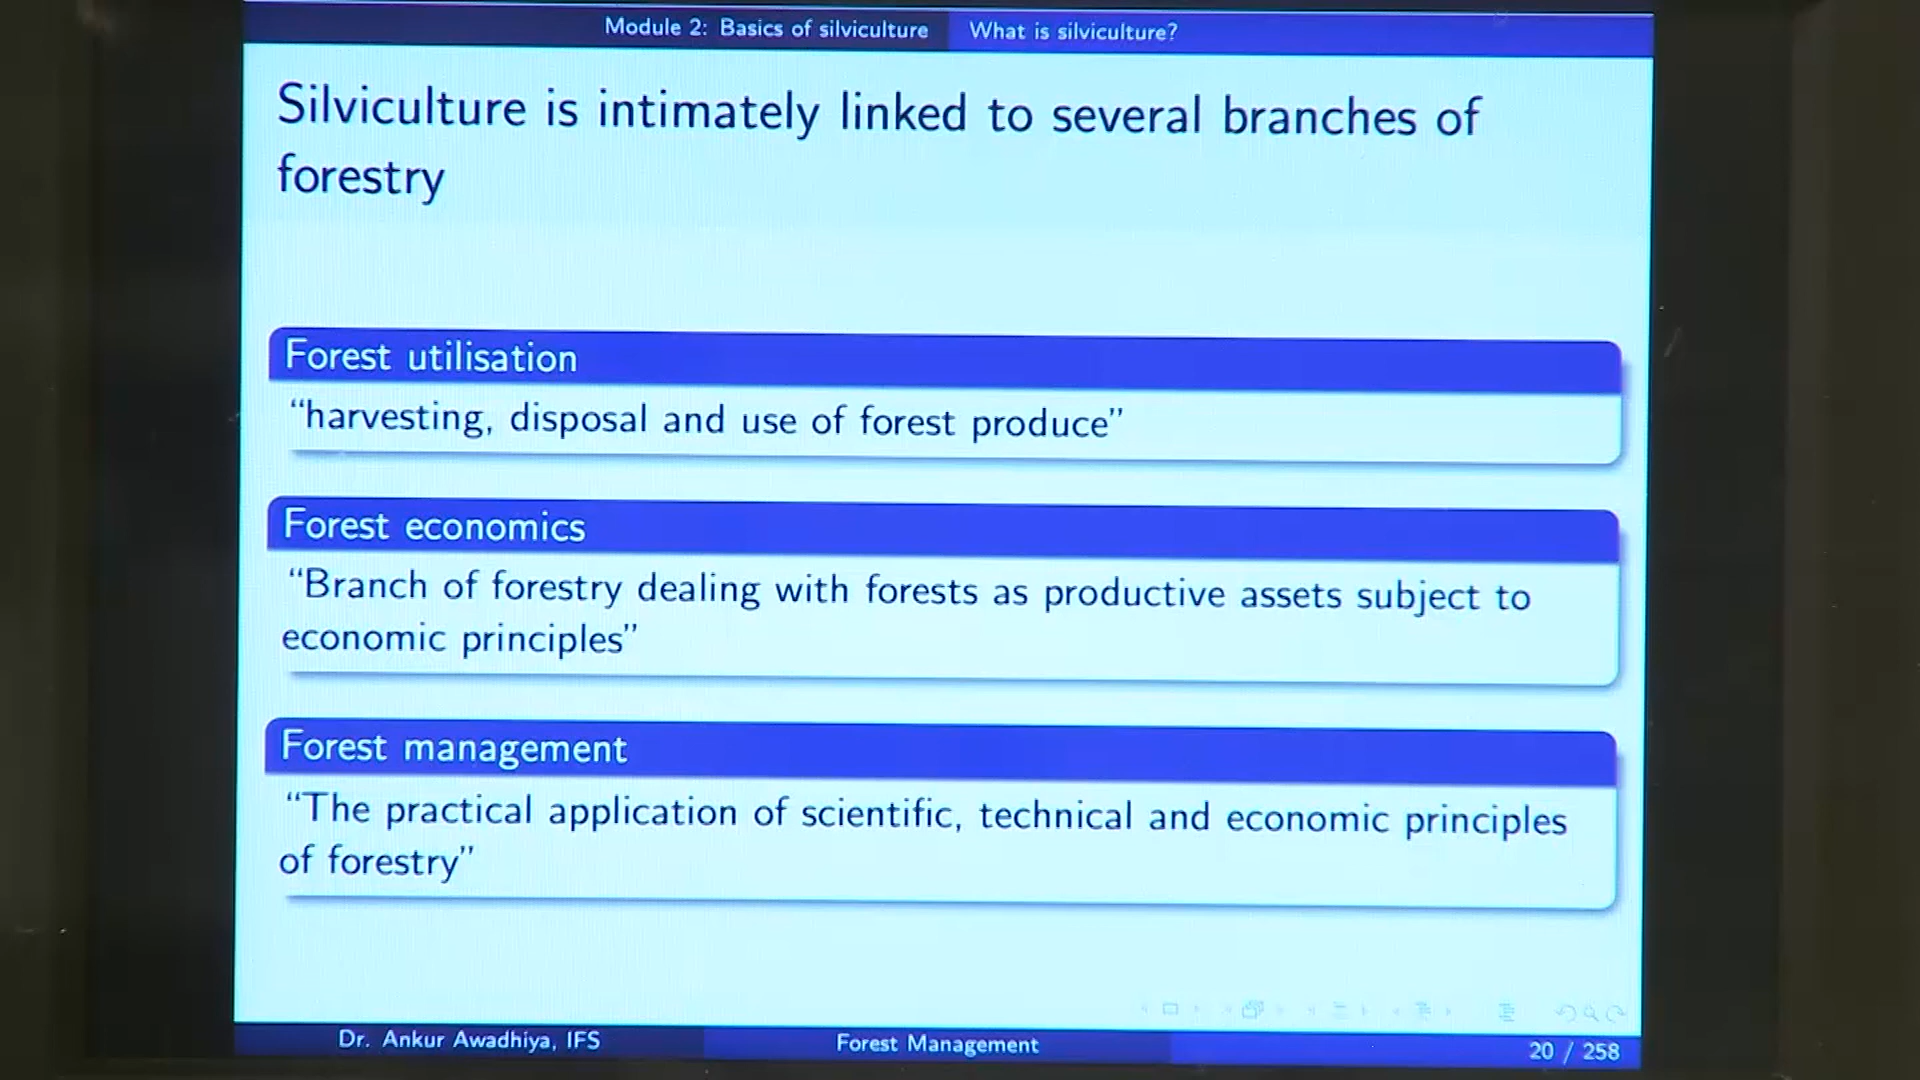 Module 2: Basics of silviculture What is silviculture?
Silviculture is intimately linked to several branches of
forestry
Forest utilisation
“harvesting, disposal and use of forest produce”
Forest economics
“Branch of forestry dealing with forests as productive assets subject to
economic principles”
Forest management
“The practical application of scientific, technical and economic principles
of forestry”
Dr. Ankur Awadhiya, IFS Forest Management 20 / 258